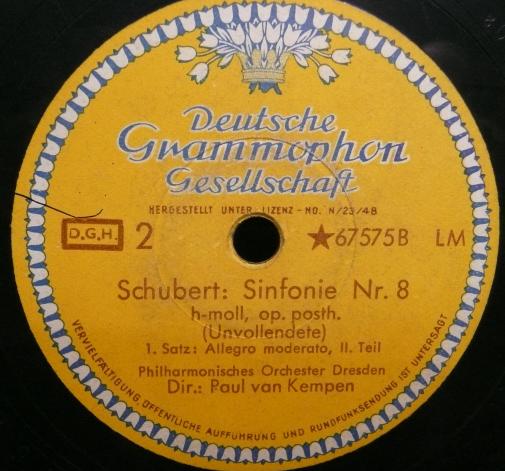 Deutsche
Grammophon
Gesellschaft
HERGESTELLT UNTER LIZENZ - NO. N/23/48
D.G.H. 2 ★67575B LM
Schubert: Sinfonie Nr. 8
h-moll, op. posth.
(Unvollendete)
1. Satz: Allegro moderato, II. Teil
Philharmonisches Orchester Dresden
Dir.: Paul van Kempen
VERVIELFÄLTIGUNG, ÖFFENTLICHE AUFFÜHRUNG UND RUNDFUNKSENDUNG IST UNTERSAGT